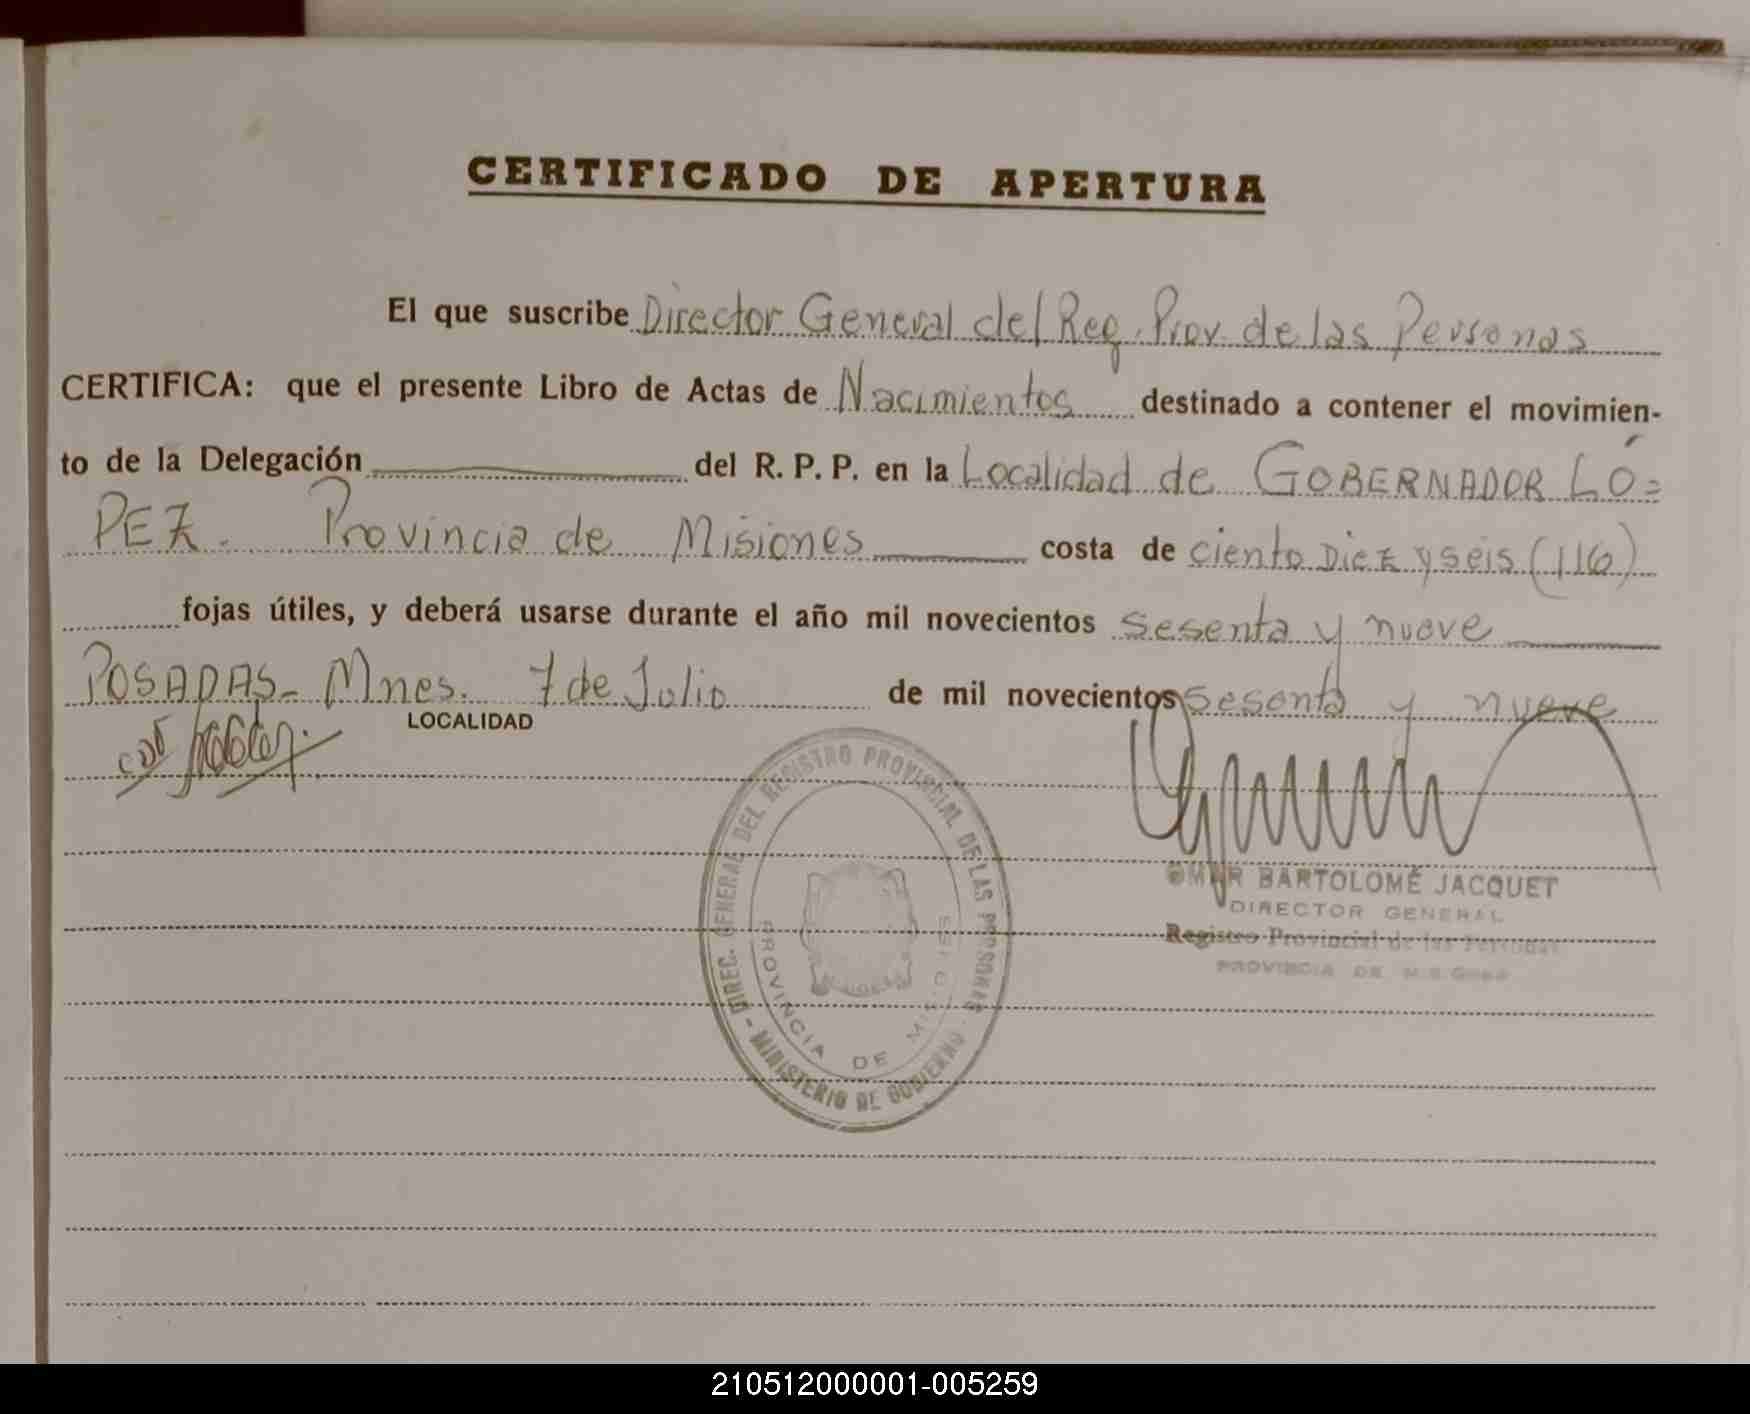 CERTIFICADO DE APERTURA
El que suscribe Director General del Reg. Prov. de las Personas
CERTIFICA: que el presente Libro de Actas de Nacimientos destinado a contener el movimien-
to de la Delegación del R. P. P. en la Localidad de GOBERNADOR LÓ=
PEZ. Provincia de Misiones costa de ciento Diez y seis (116)
fojas útiles, y deberá usarse durante el año mil novecientos sesenta y nueve
POSADAS- Mnes. 7 de Julio de mil novecientos sesenta y nueve
LOCALIDAD
DIREC. GENERAL DEL REGISTRO PROVINCIAL DE LAS PERSONAS - MINISTERIO DE GOBIERNO -
PROVINCIA DE MISIONES
OMAR BARTOLOMÉ JACQUET
DIRECTOR GENERAL
Registro Provincial de las Personas
PROVINCIA DE MISIONES
210512000001-005259